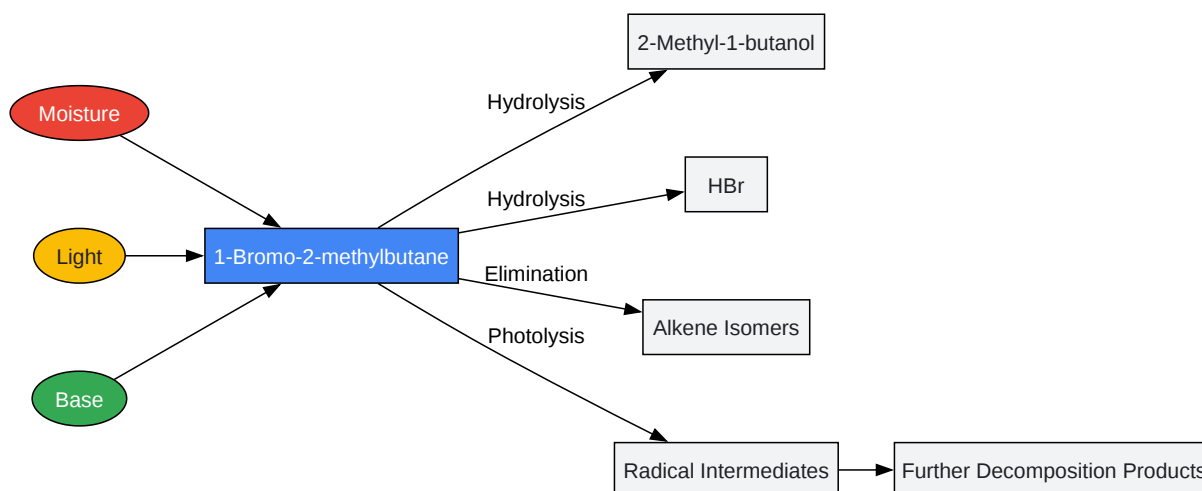 2-Methyl-1-butanol
Moisture
Hydrolysis
HBr
Hydrolysis
Light
1-Bromo-2-methylbutane
Elimination
Alkene Isomers
Photolysis
Base
Radical Intermediates
Further Decomposition Products